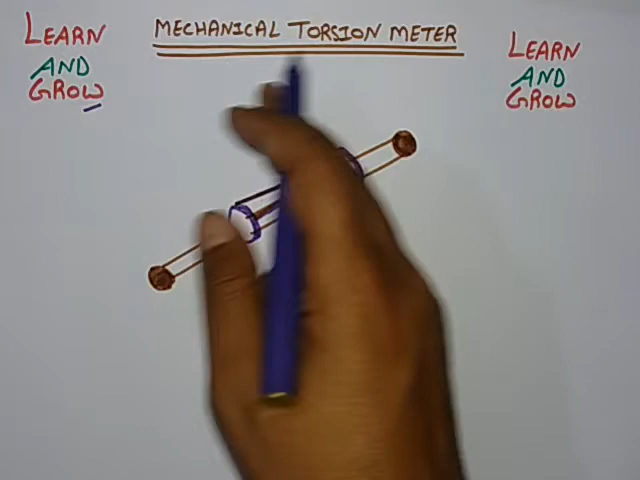 MECHANICAL TORSION METER
LEARN
AND
GROW
LEARN
AND
GROW